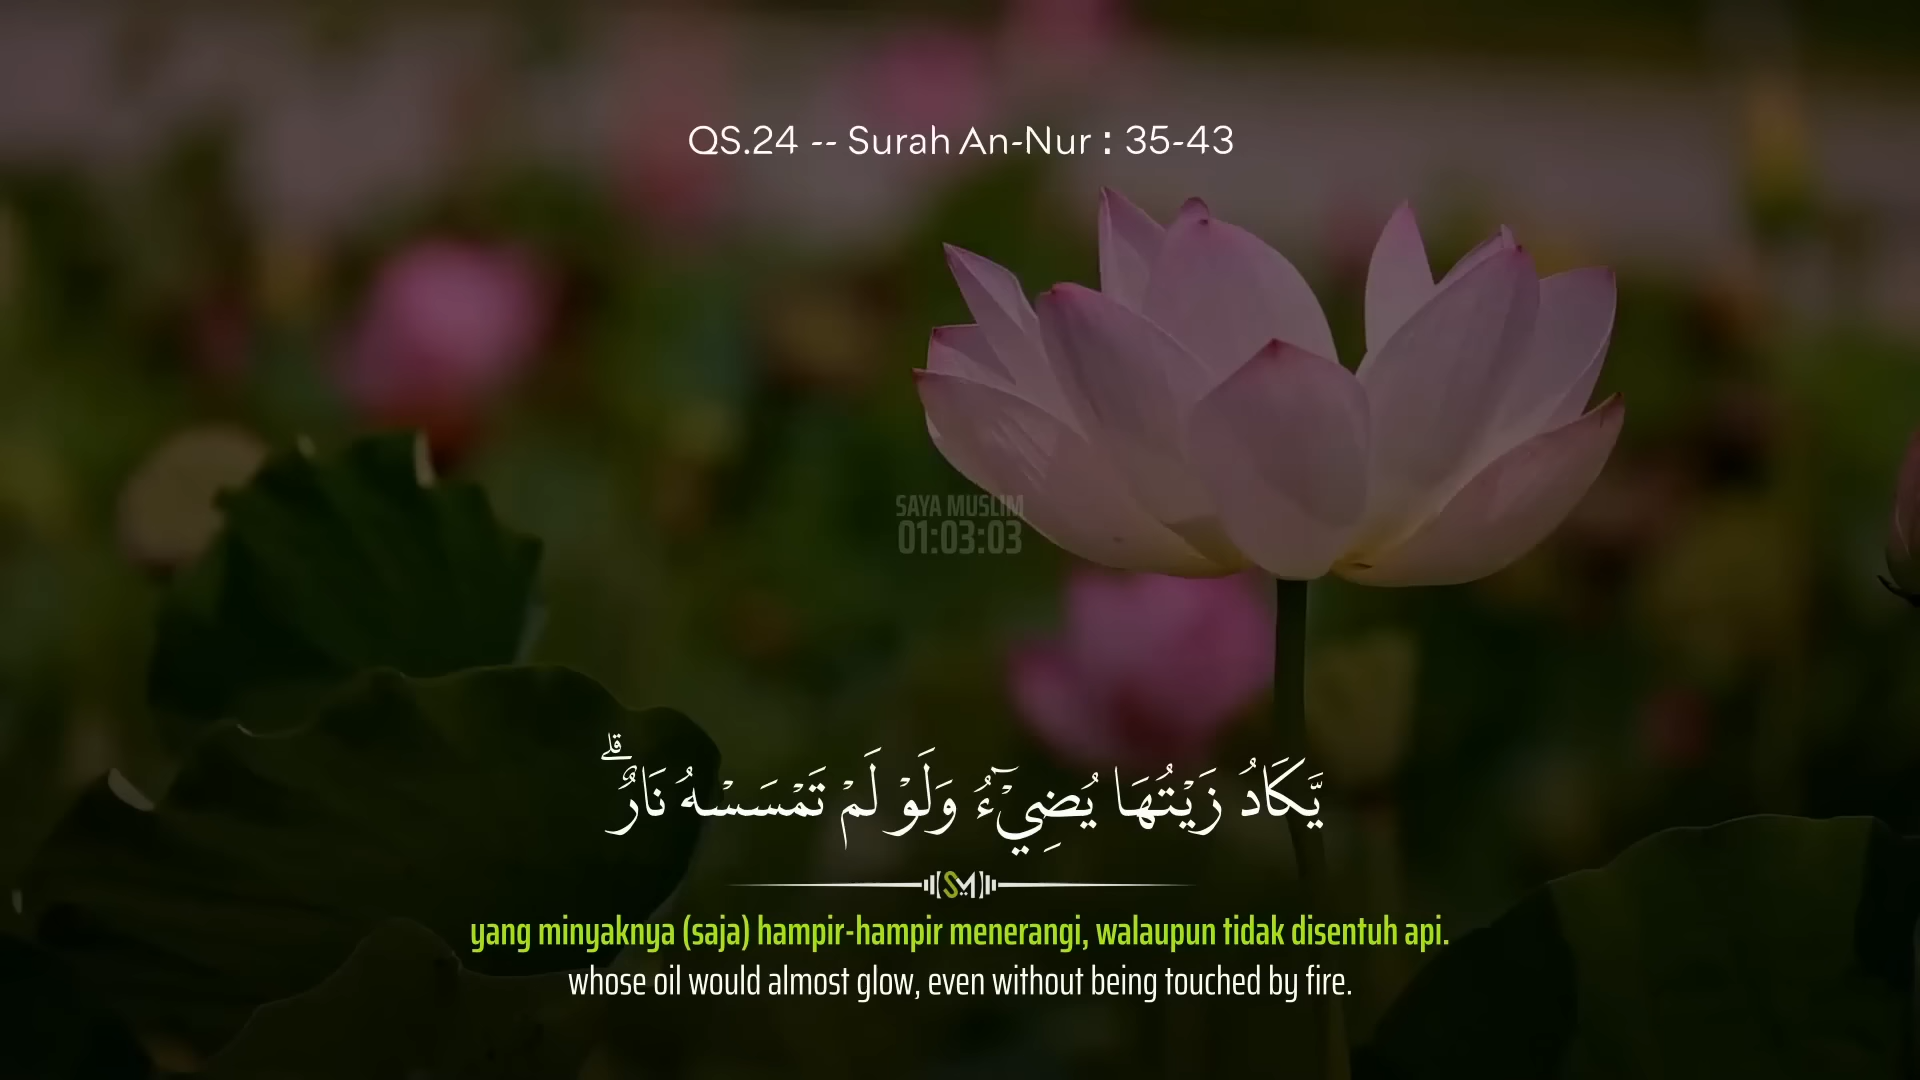 QS.24 -- Surah An-Nur : 35-43
SAYA MUSLIM
01:03:03
يَّكَادُ زَيْتُهَا يُضِيْۤءُ وَلَوْ لَمْ تَمْسَسْهُ نَارٌۗ
SM
yang minyaknya (saja) hampir-hampir menerangi, walaupun tidak disentuh api.
whose oil would almost glow, even without being touched by fire.